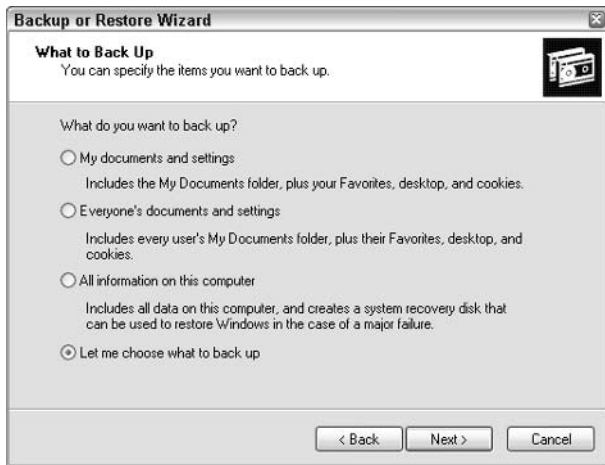 Backup or Restore Wizard
What to Back Up
You can specify the items you want to back up.
What do you want to back up?
My documents and settings
Includes the My Documents folder, plus your Favorites, desktop, and cookies.
Everyone's documents and settings
Includes every user's My Documents folder, plus their Favorites, desktop, and
cookies.
All information on this computer
Includes all data on this computer, and creates a system recovery disk that
can be used to restore Windows in the case of a major failure.
Let me choose what to back up
< Back
Next >
Cancel